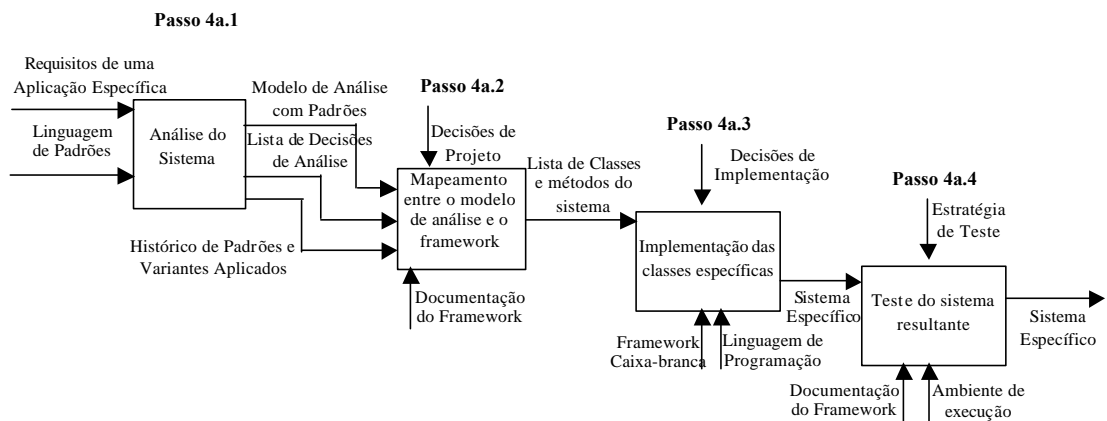 Passo 4a.1
Requisitos de uma
Aplicação Específica
Linguagem
de Padrões
Análise do
Sistema
Modelo de Análise
com Padrões
Lista de Decisões
de Análise
Histórico de Padrões e
Variantes Aplicados
Passo 4a.2
Decisões de
Projeto
Mapeamento
entre o modelo
de análise e o
framework
Documentação
do Framework
Lista de Classes
e métodos do
sistema
Passo 4a.3
Decisões de
Implementação
Implementação das
classes específicas
Framework
Caixa-branca
Linguagem de
Programação
Sistema
Específico
Passo 4a.4
Estratégia
de Teste
Teste do sistema
resultante
Documentação
do Framework
Ambiente de
execução
Sistema
Específico